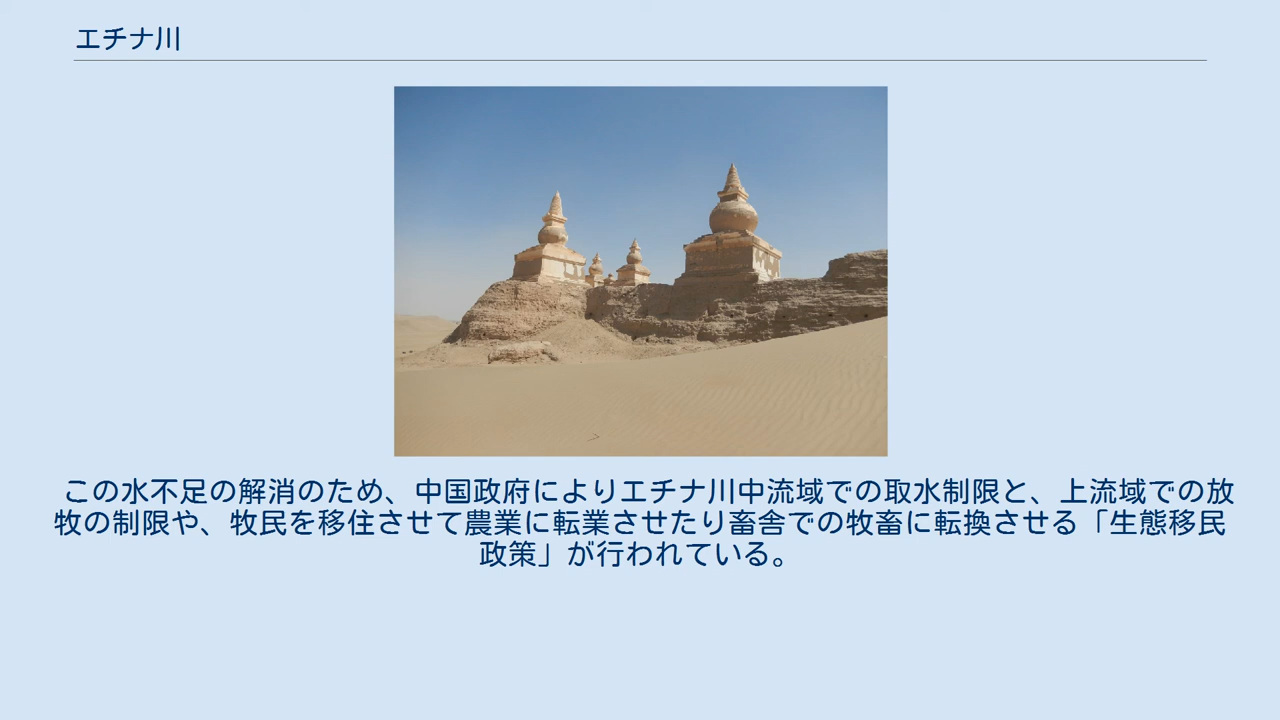 エチナ川
この水不足の解消のため、中国政府によりエチナ川中流域での取水制限と、上流域での放
牧の制限や、牧民を移住させて農業に転業させたり畜舎での牧畜に転換させる「生態移民
政策」が行われている。